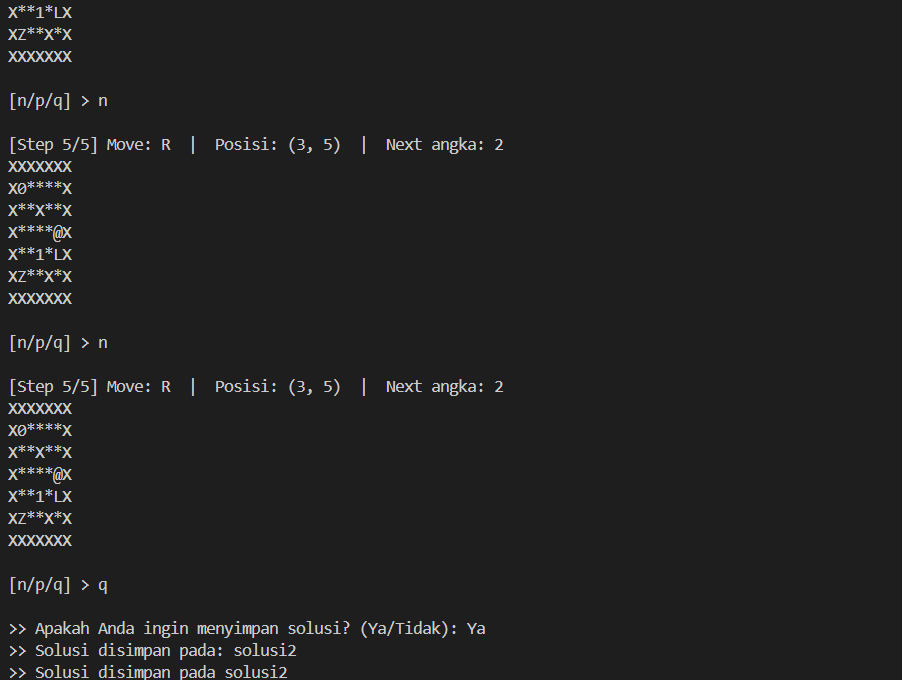 X**1*LX
XZ**X*X
XXXXXXX
[n/p/q] > n
[Step 5/5] Move: R  |  Posisi: (3, 5)  |  Next angka: 2
XXXXXXX
X0****X
X**X**X
X****@X
X**1*LX
XZ**X*X
XXXXXXX
[n/p/q] > n
[Step 5/5] Move: R  |  Posisi: (3, 5)  |  Next angka: 2
XXXXXXX
X0****X
X**X**X
X****@X
X**1*LX
XZ**X*X
XXXXXXX
[n/p/q] > q
>> Apakah Anda ingin menyimpan solusi? (Ya/Tidak): Ya
>> Solusi disimpan pada: solusi2
>> Solusi disimpan pada solusi2